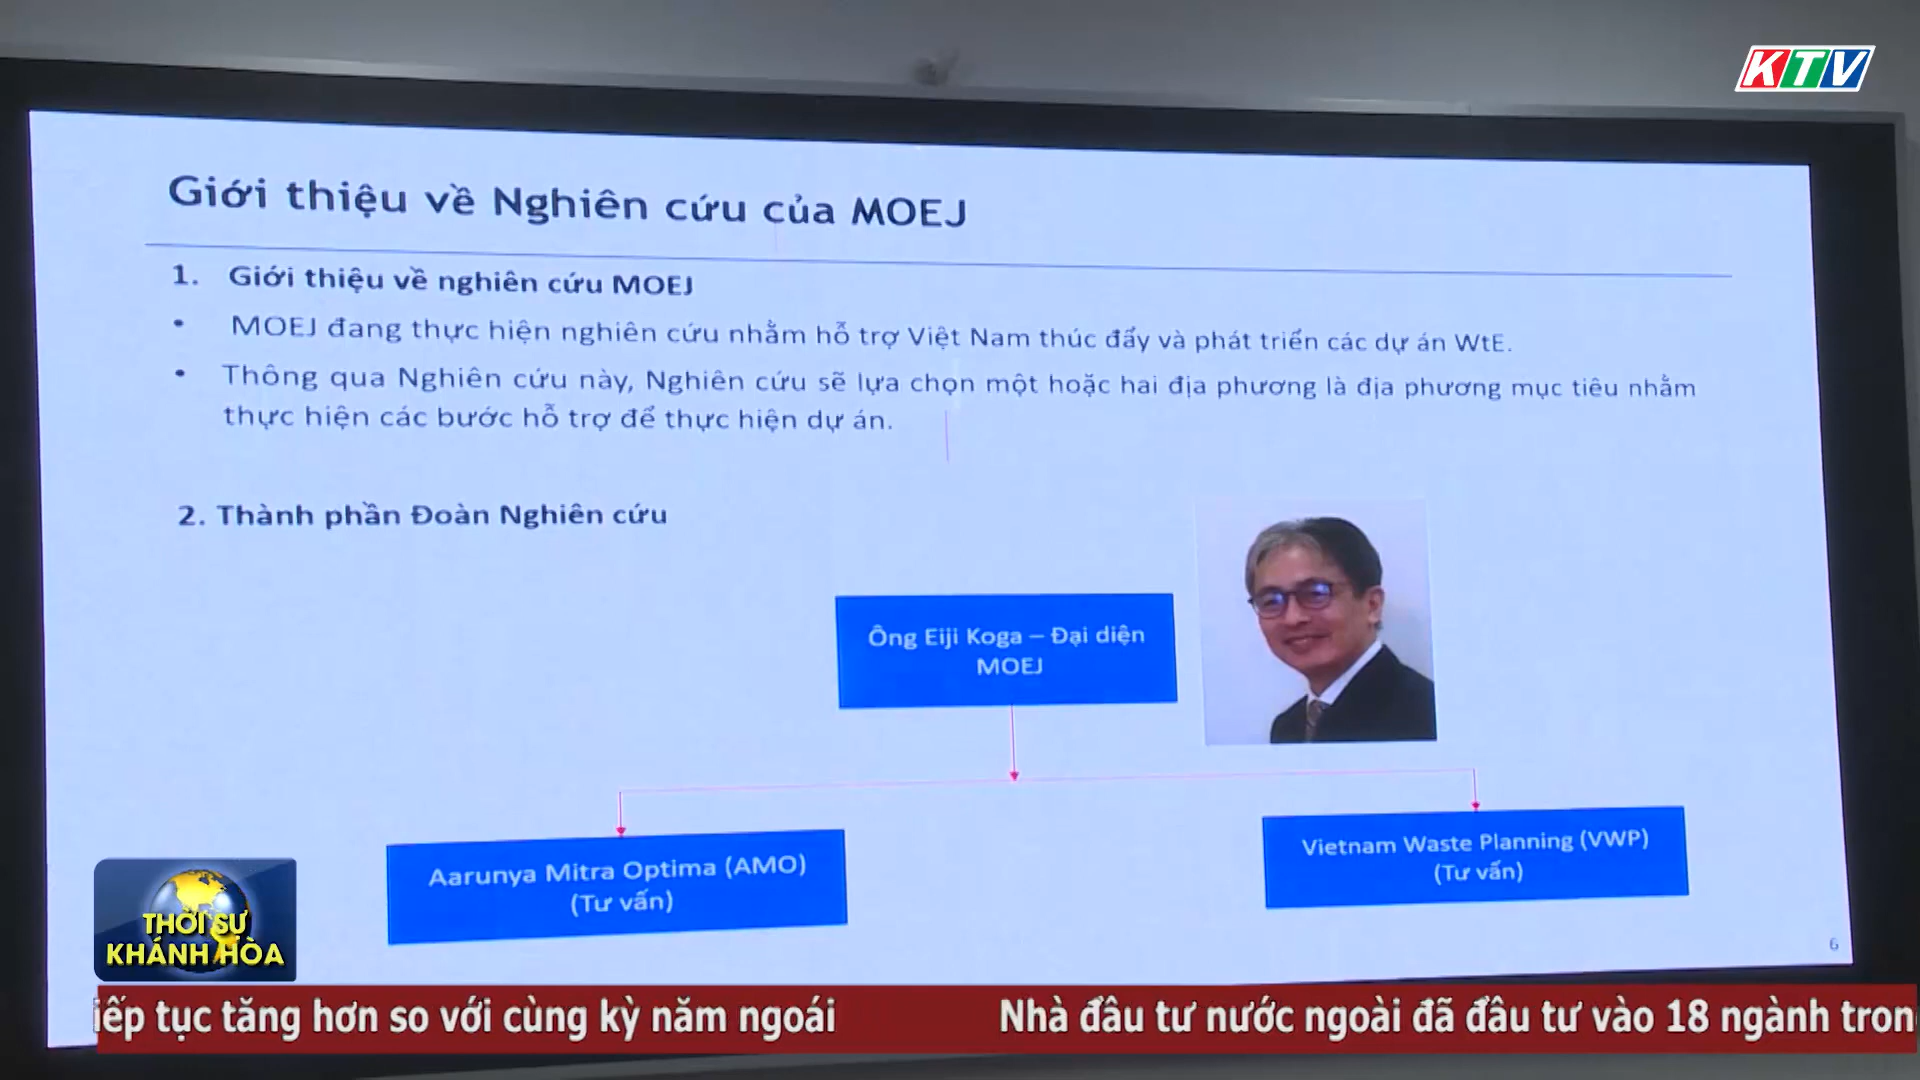 KTV
Giới thiệu về Nghiên cứu của MOEJ
1. Giới thiệu về nghiên cứu MOEJ
• MOEJ đang thực hiện nghiên cứu nhằm hỗ trợ Việt Nam thúc đẩy và phát triển các dự án WtE.
• Thông qua Nghiên cứu này, Nghiên cứu sẽ lựa chọn một hoặc hai địa phương là địa phương mục tiêu nhằm
thực hiện các bước hỗ trợ để thực hiện dự án.
2. Thành phần Đoàn Nghiên cứu
Ông Eiji Koga – Đại diện
MOEJ
Aarunya Mitra Optima (AMO)
(Tư vấn)
Vietnam Waste Planning (VWP)
(Tư vấn)
6
THỜI SỰ
KHÁNH HÒA
iếp tục tăng hơn so với cùng kỳ năm ngoái Nhà đầu tư nước ngoài đã đầu tư vào 18 ngành tron